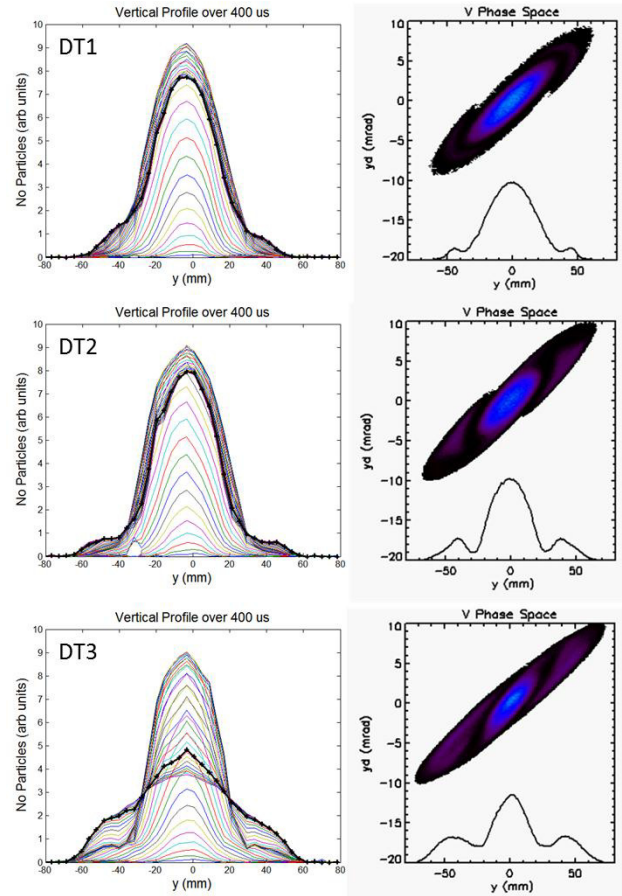 Vertical Profile over 400 us
DT1
No Particles (arb units)
10
9
8
7
6
5
4
3
2
1
0
-80 -60 -40 -20 0 20 40 60 80
y (mm)
V Phase Space
yd (mrad)
10
5
0
-5
-10
-15
-20
-50 0 50
y (mm)
Vertical Profile over 400 us
DT2
No Particles (arb units)
10
9
8
7
6
5
4
3
2
1
0
-80 -60 -40 -20 0 20 40 60 80
y (mm)
V Phase Space
yd (mrad)
10
5
0
-5
-10
-15
-20
-50 0 50
y (mm)
Vertical Profile over 400 us
DT3
No Particles (arb units)
10
9
8
7
6
5
4
3
2
1
0
-80 -60 -40 -20 0 20 40 60 80
y (mm)
V Phase Space
yd (mrad)
10
5
0
-5
-10
-15
-20
-50 0 50
y (mm)